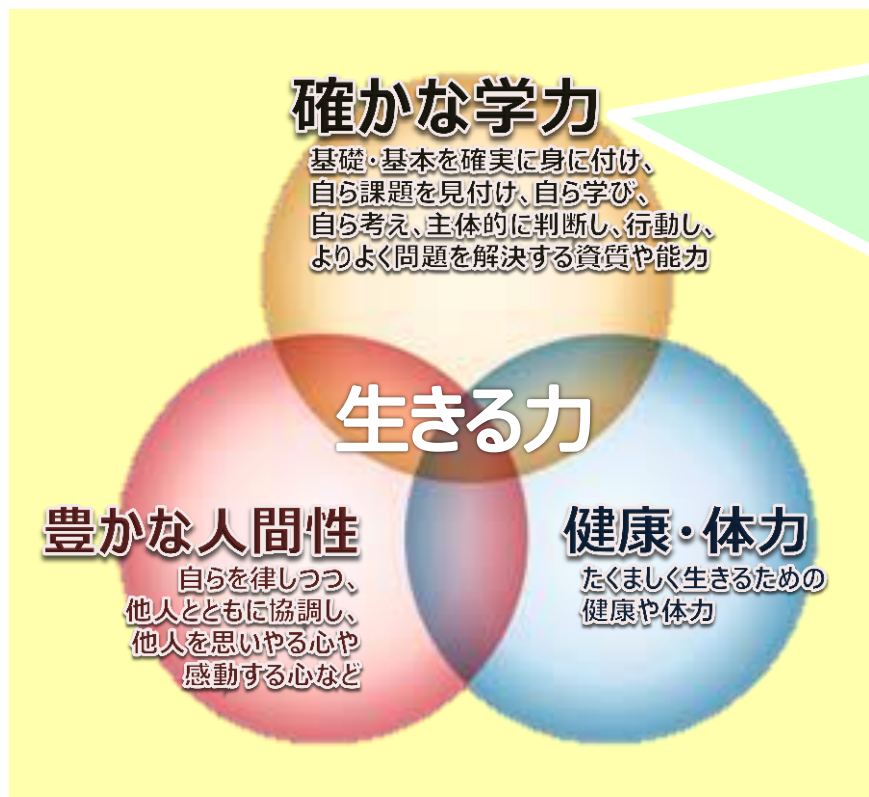 確かな学力
基礎・基本を確実に身に付け、
自ら課題を見付け、自ら学び、
自ら考え、主体的に判断し、行動し、
よりよく問題を解決する資質や能力
生きる力
豊かな人間性
自らを律しつつ、
他人とともに協調し、
他人を思いやる心や
感動する心など
健康・体力
たくましく生きるための
健康や体力